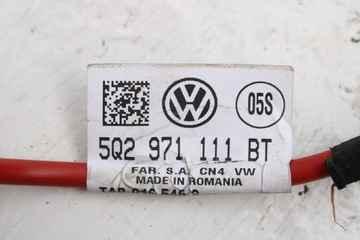 05S
5Q2 971 111 BT
FAR. S.A. CN4 VW
MADE IN ROMANIA